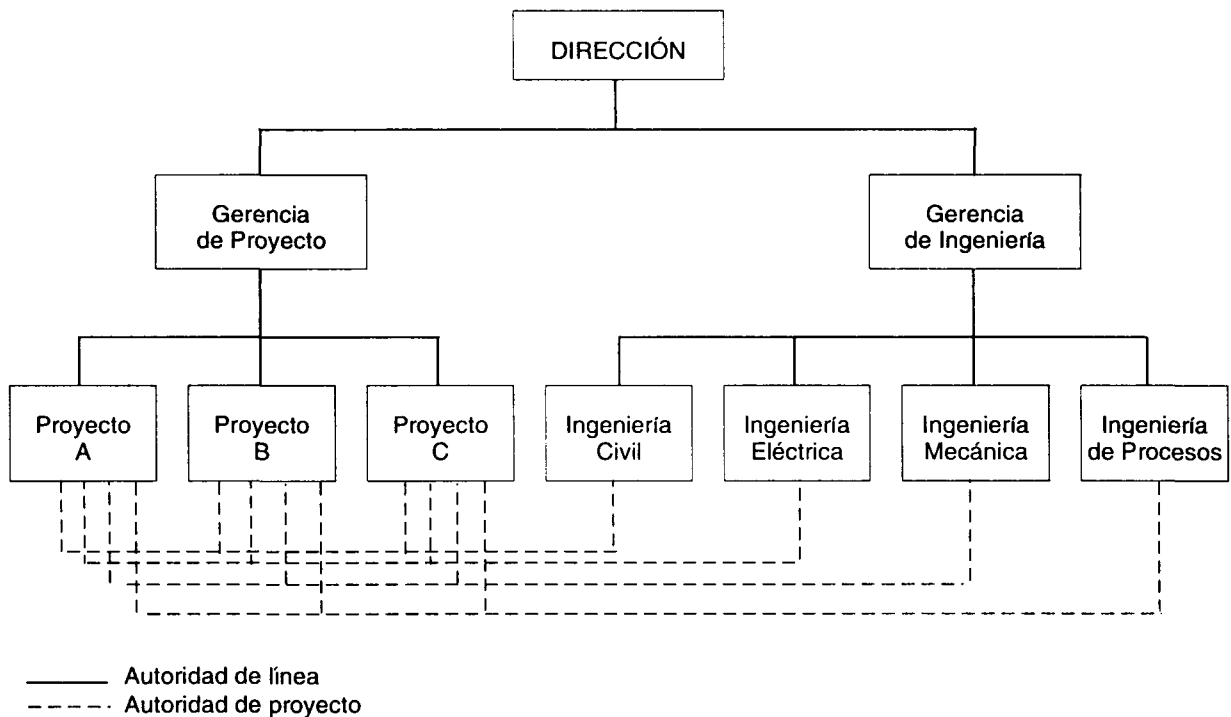 DIRECCIÓN
Gerencia
de Proyecto
Gerencia
de Ingeniería
Proyecto
A
Proyecto
B
Proyecto
C
Ingeniería
Civil
Ingeniería
Eléctrica
Ingeniería
Mecánica
Ingeniería
de Procesos
Autoridad de línea
Autoridad de proyecto